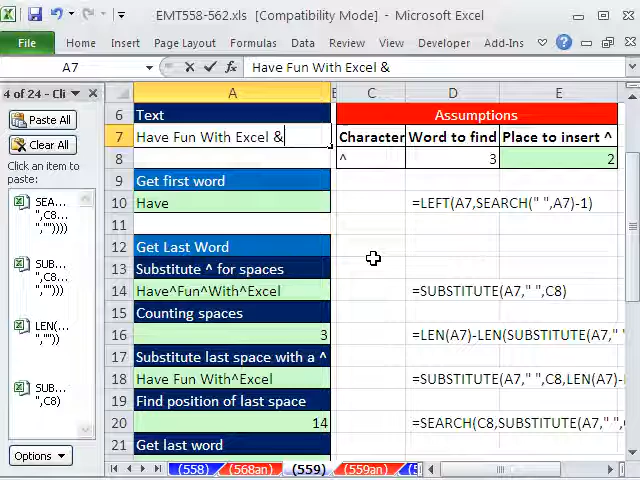 EMT558-562.xls [Compatibility Mode] - Microsoft Excel
File Home Insert Page Layout Formulas Data Review View Developer Add-Ins
A7 fx Have Fun With Excel &
4 of 24 - Cli
Paste All
Clear All
Click an item to
paste:
SEA...
",C8...
",""))))
SUB...
",C8...
","")))
LEN(...
",""))
SUB...
",C8)
Options
A C D E
6 Text Assumptions
7 Have Fun With Excel & Character Word to find Place to insert ^
8 ^ 3 2
9 Get first word
10 Have =LEFT(A7,SEARCH(" ",A7)-1)
11
12 Get Last Word
13 Substitute ^ for spaces
14 Have^Fun^With^Excel =SUBSTITUTE(A7," ",C8)
15 Counting spaces
16 3 =LEN(A7)-LEN(SUBSTITUTE(A7,"
17 Substitute last space with a ^
18 Have Fun With^Excel =SUBSTITUTE(A7," ",C8,LEN(A7)-
19 Find position of last space
20 14 =SEARCH(C8,SUBSTITUTE(A7," ",
21 Get last word
(558) (568an) (559) (559an)